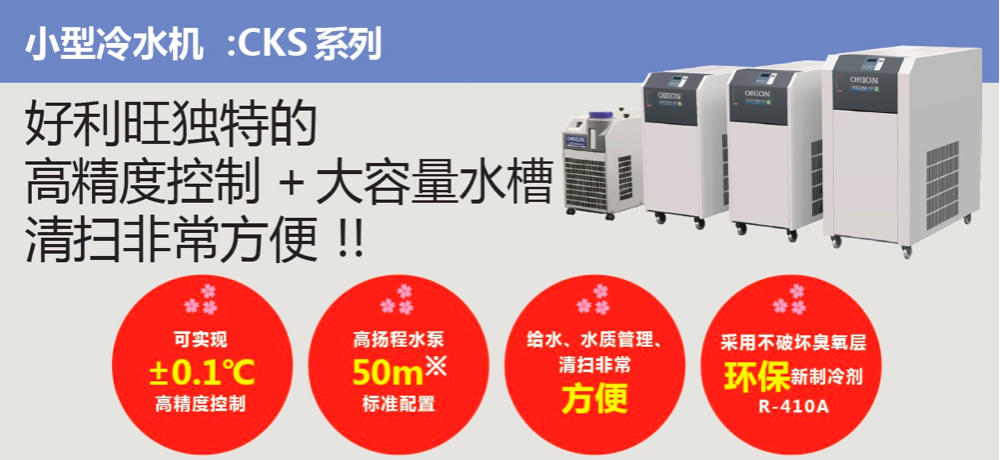 小型冷水机 :CKS系列
好利旺独特的
高精度控制 +大容量水槽
清扫非常方便 !!
ORION
ORION
ORION
ORION
可实现
±0.1℃
高精度控制
高扬程水泵
50m※
标准配置
给水、水质管理、
清扫非常
方便
采用不破坏臭氧层
环保新制冷剂
R-410A